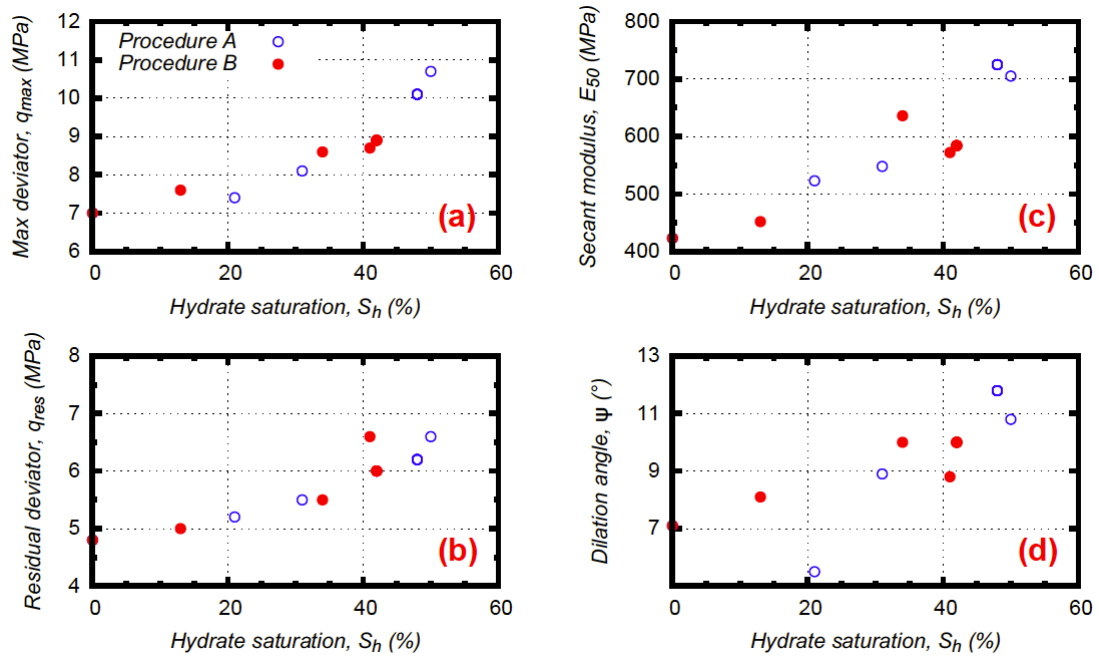 Max deviator, qmax (MPa)
12
11
10
9
8
7
6
Procedure A
Procedure B
(a)
0 20 40 60
Hydrate saturation, Sh (%)
Secant modulus, E50 (MPa)
800
700
600
500
400
(c)
0 20 40 60
Hydrate saturation, Sh (%)
Residual deviator, qres (MPa)
8
7
6
5
4
(b)
0 20 40 60
Hydrate saturation, Sh (%)
Dilation angle, Ψ (°)
13
11
9
7
(d)
0 20 40 60
Hydrate saturation, Sh (%)